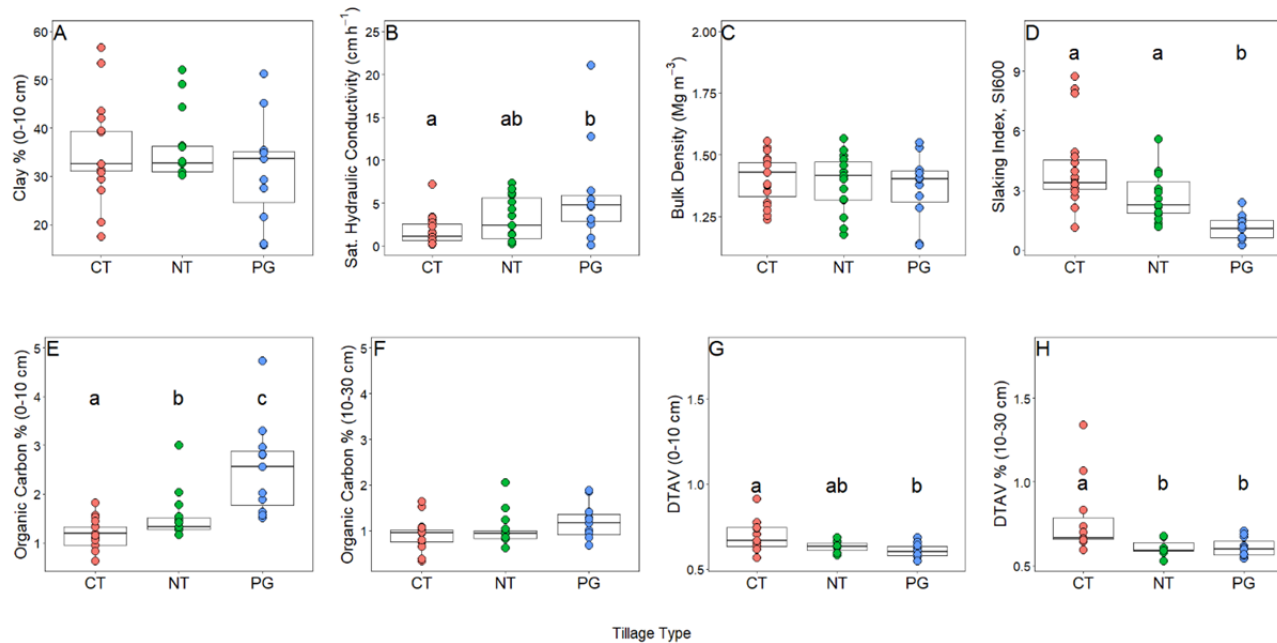 A
Clay % (0-10 cm)
60
50
40
30
20
CT NT PG
B
Sat. Hydraulic Conductivity (cm h⁻¹)
25
20
15
10
5
0
a ab b
CT NT PG
C
Bulk Density (Mg m⁻³)
2.00
1.75
1.50
1.25
CT NT PG
D
Slaking Index, SI600
9
6
3
0
a a b
CT NT PG
E
Organic Carbon % (0-10 cm)
5
4
3
2
1
a b c
CT NT PG
F
Organic Carbon % (10-30 cm)
5
4
3
2
1
CT NT PG
G
DTAV (0-10 cm)
1.5
1.0
0.5
a ab b
CT NT PG
H
DTAV % (10-30 cm)
1.5
1.0
0.5
a b b
CT NT PG
Tillage Type